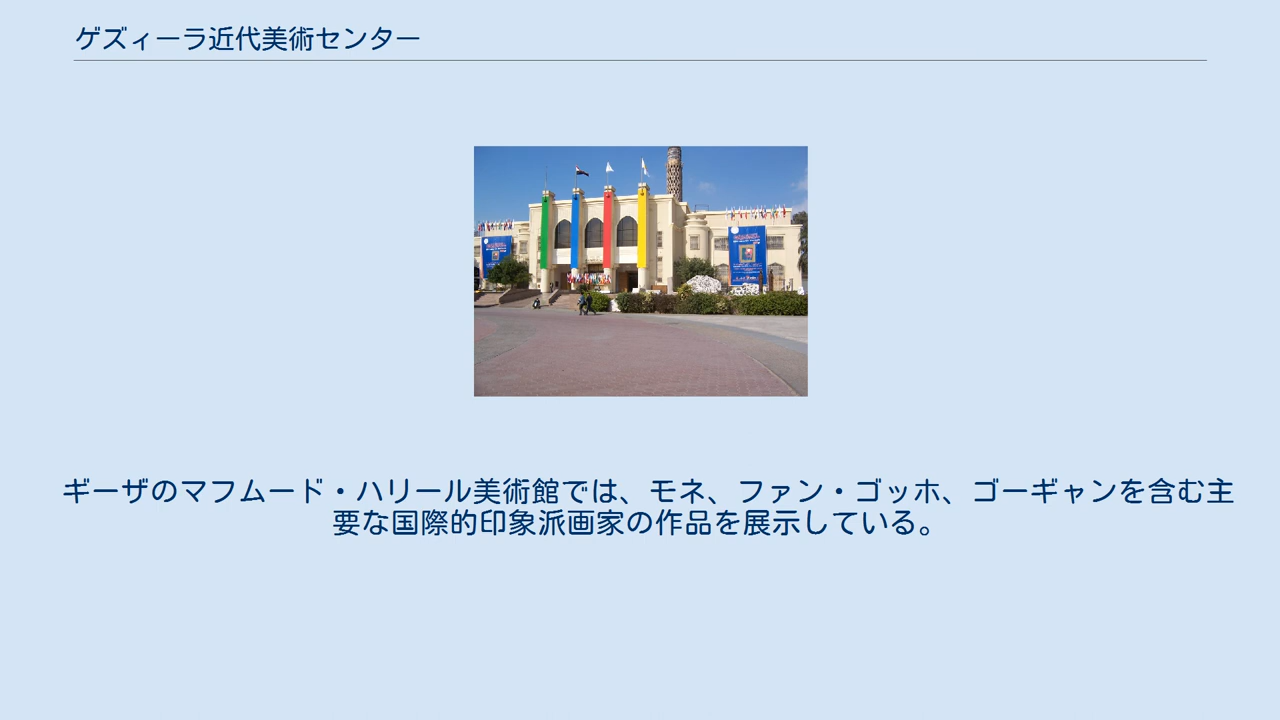 ゲズィーラ近代美術センター
ギーザのマフムード・ハリール美術館では、モネ、ファン・ゴッホ、ゴーギャンを含む主
要な国際的印象派画家の作品を展示している。